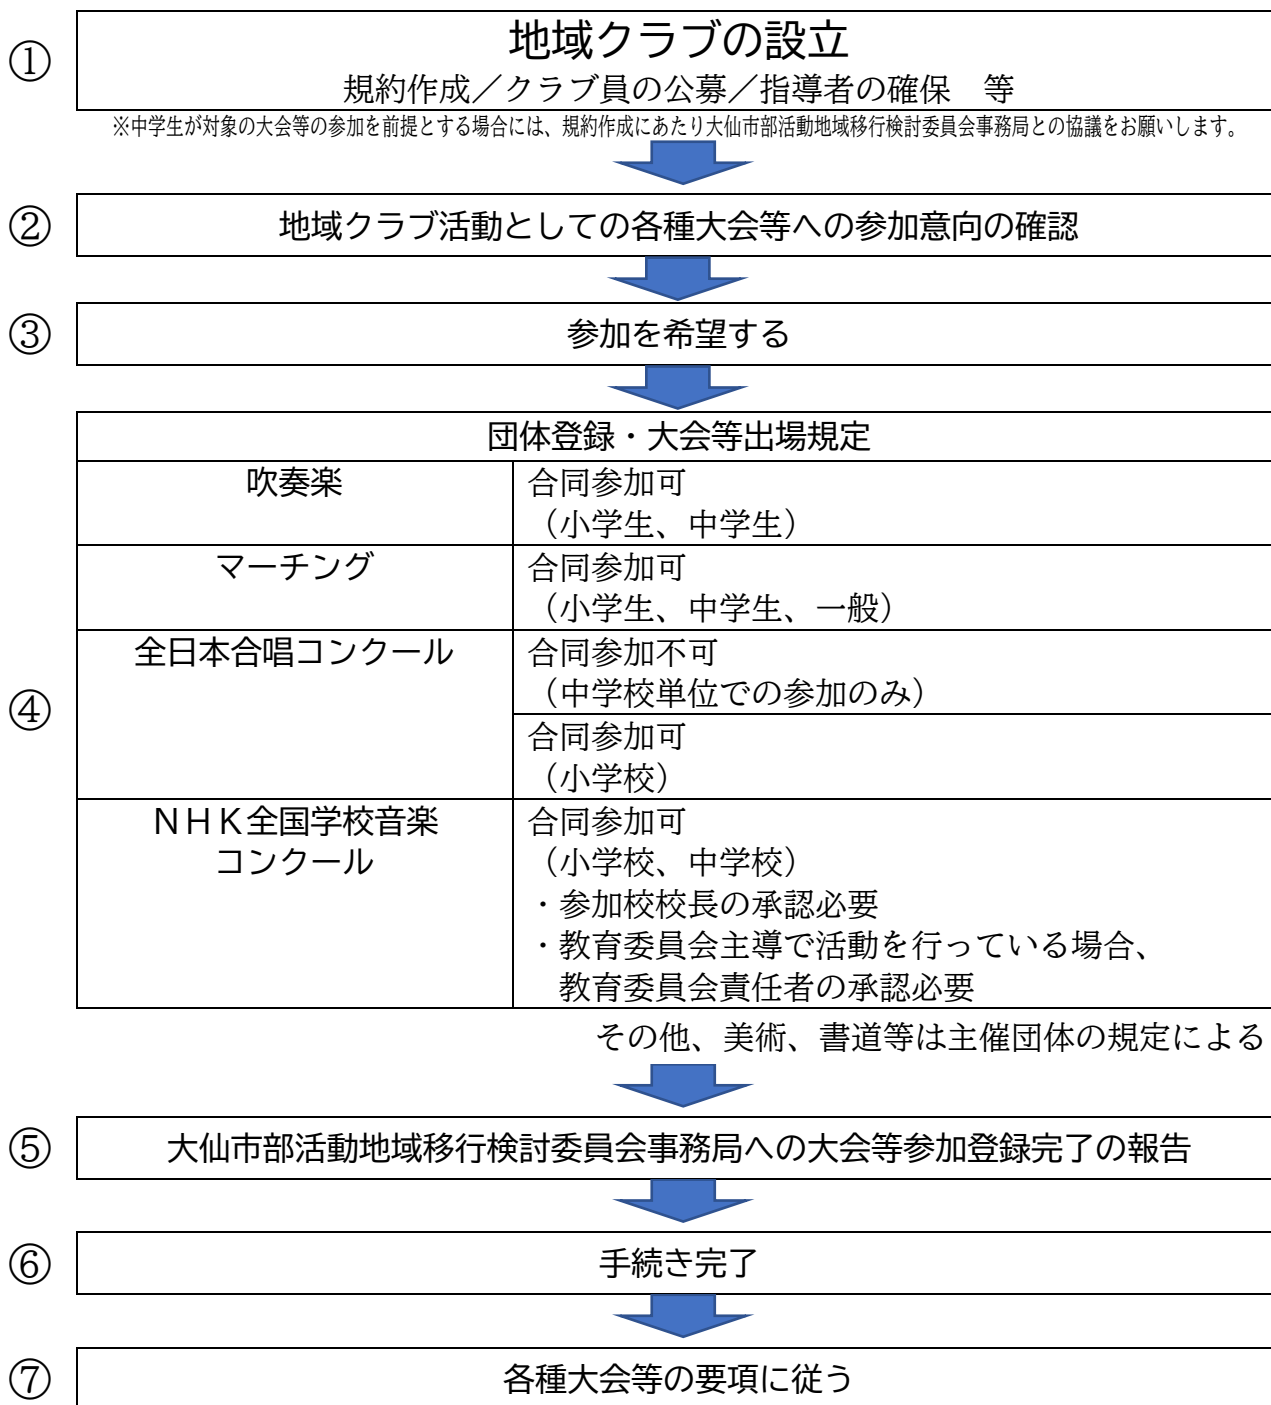 ①
地域クラブの設立
規約作成／クラブ員の公募／指導者の確保　等
※中学生が対象の大会等の参加を前提とする場合には、規約作成にあたり大仙市部活動地域移行検討委員会事務局との協議をお願いします。
②
地域クラブ活動としての各種大会等への参加意向の確認
③
参加を希望する
④
団体登録・大会等出場規定
吹奏楽
合同参加可
（小学生、中学生）
マーチング
合同参加可
（小学生、中学生、一般）
全日本合唱コンクール
合同参加不可
（中学校単位での参加のみ）
合同参加可
（小学校）
ＮＨＫ全国学校音楽
コンクール
合同参加可
（小学校、中学校）
・参加校校長の承認必要
・教育委員会主導で活動を行っている場合、
教育委員会責任者の承認必要
その他、美術、書道等は主催団体の規定による
⑤
大仙市部活動地域移行検討委員会事務局への大会等参加登録完了の報告
⑥
手続き完了
⑦
各種大会等の要項に従う